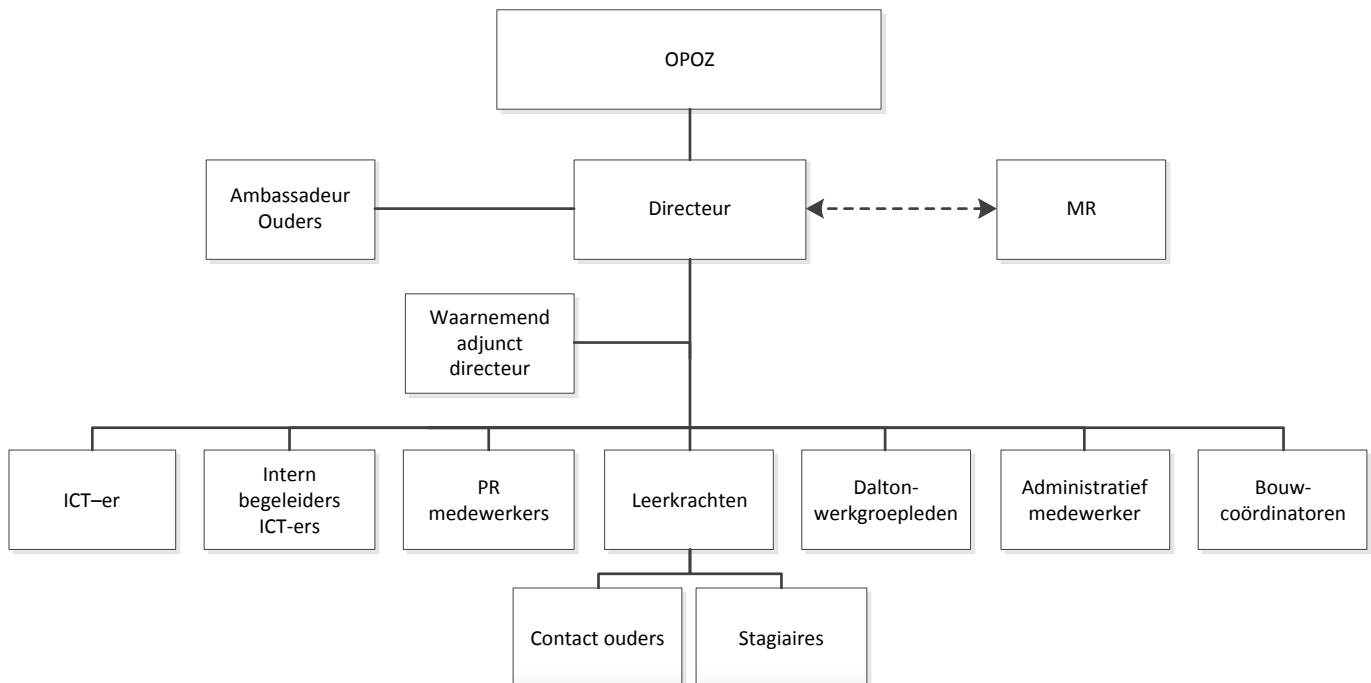 OPOZ
Ambassadeur
Ouders
Directeur
MR
Waarnemend
adjunct
directeur
ICT–er
Intern
begeleiders
ICT-ers
PR
medewerkers
Leerkrachten
Dalton-
werkgroepleden
Administratief
medewerker
Bouw-
coördinatoren
Contact ouders
Stagiaires